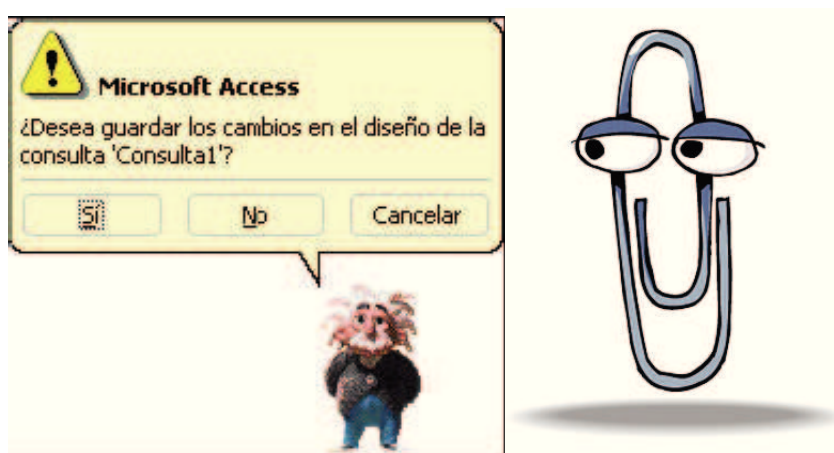 Microsoft Access
¿Desea guardar los cambios en el diseño de la
consulta 'Consulta1'?
Sí No Cancelar